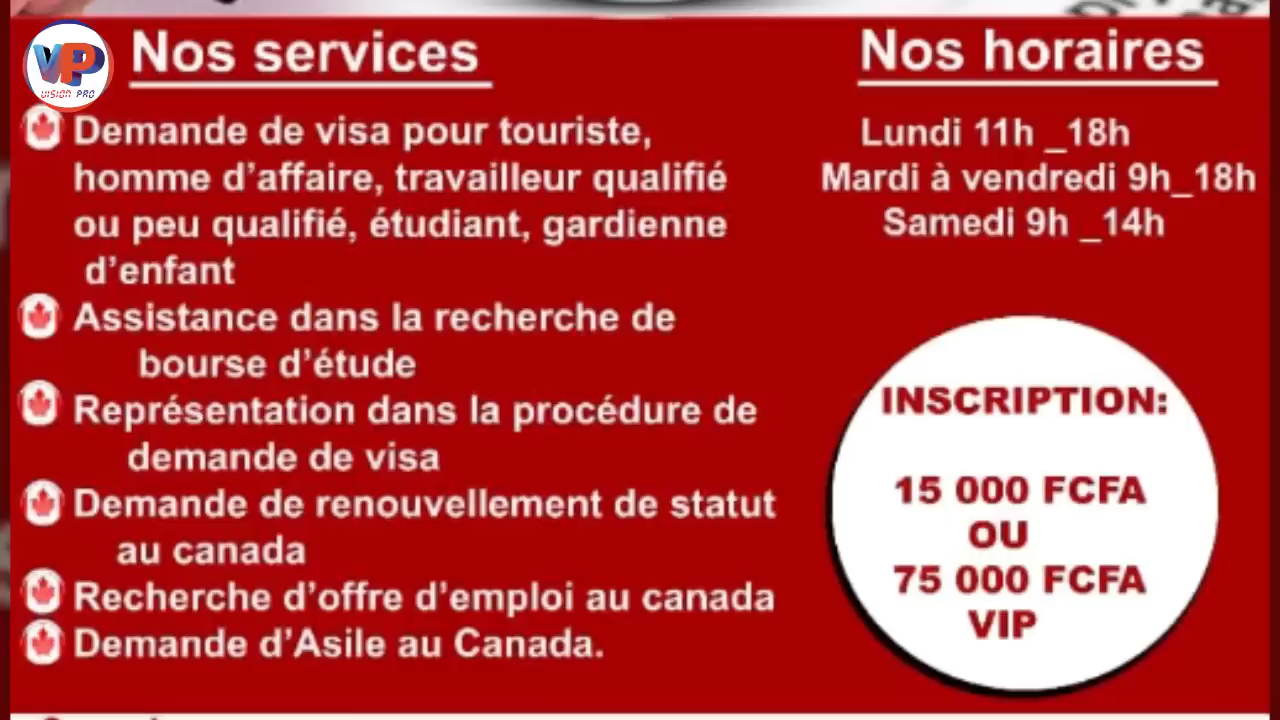 VP
VISION PRO
Nos services
Demande de visa pour touriste,
homme d'affaire, travailleur qualifié
ou peu qualifié, étudiant, gardienne
d'enfant
Assistance dans la recherche de
bourse d'étude
Représentation dans la procédure de
demande de visa
Demande de renouvellement de statut
au canada
Recherche d'offre d'emploi au canada
Demande d'Asile au Canada.
Nos horaires
Lundi 11h _18h
Mardi à vendredi 9h_18h
Samedi 9h _14h
INSCRIPTION:
15 000 FCFA
OU
75 000 FCFA
VIP